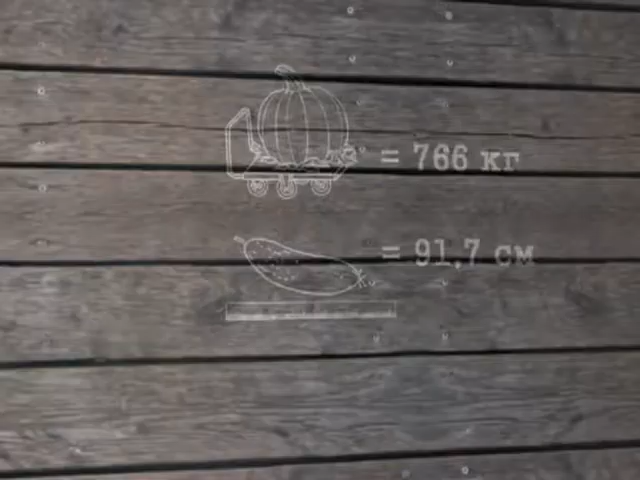 = 766 кг
= 91,7 см